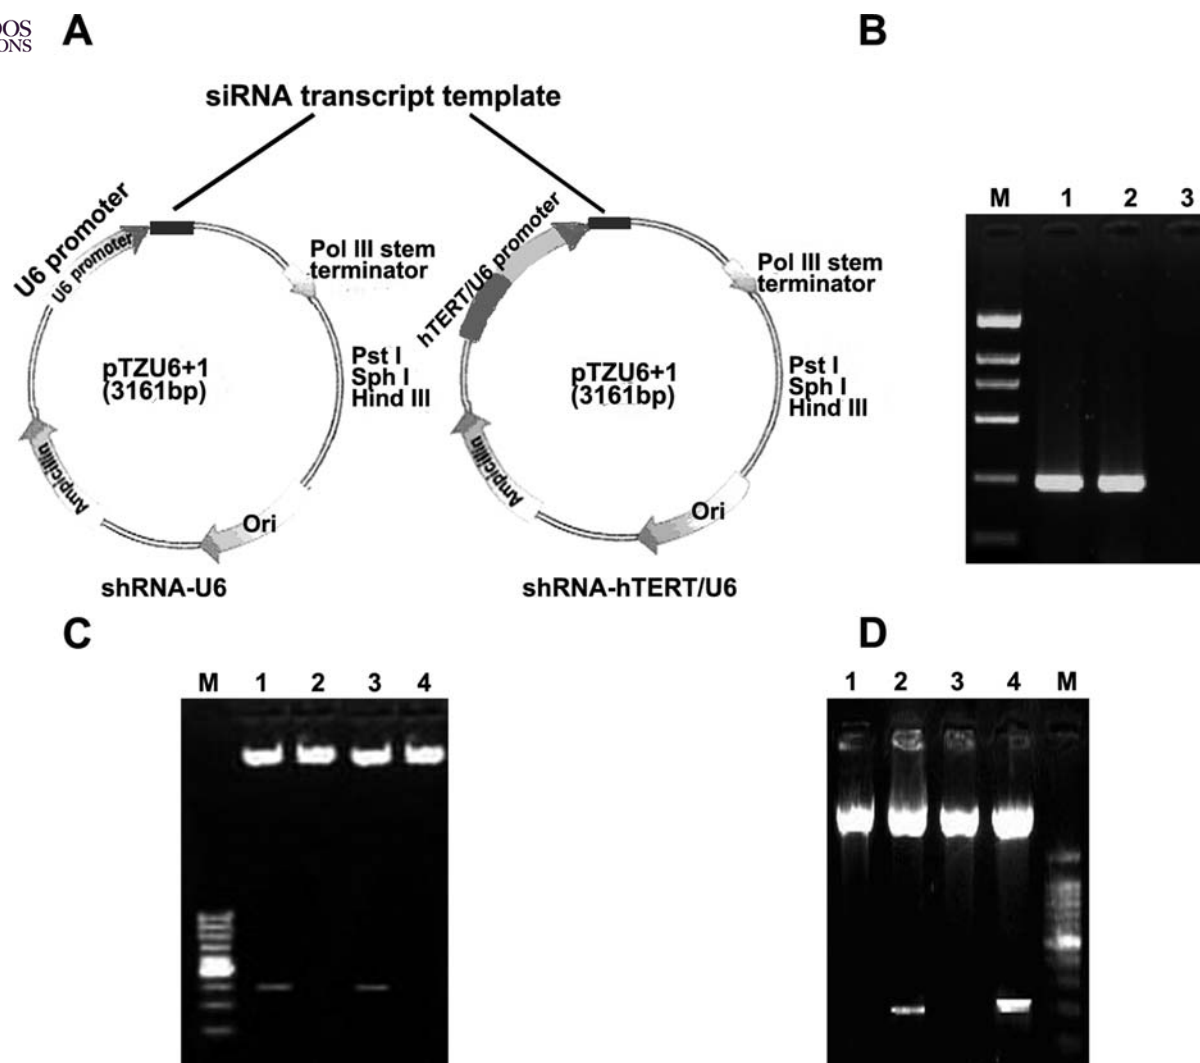 A
B
siRNA transcript template
U6 promoter
U6 promoter
Pol III stem
terminator
Pst I
Sph I
Hind III
pTZU6+1
(3161bp)
Ampicillin
Ori
shRNA-U6
hTERT/U6 promoter
Pol III stem
terminator
Pst I
Sph I
Hind III
pTZU6+1
(3161bp)
Ampicillin
Ori
shRNA-hTERT/U6
M 1 2 3
C
D
M 1 2 3 4
1 2 3 4 M